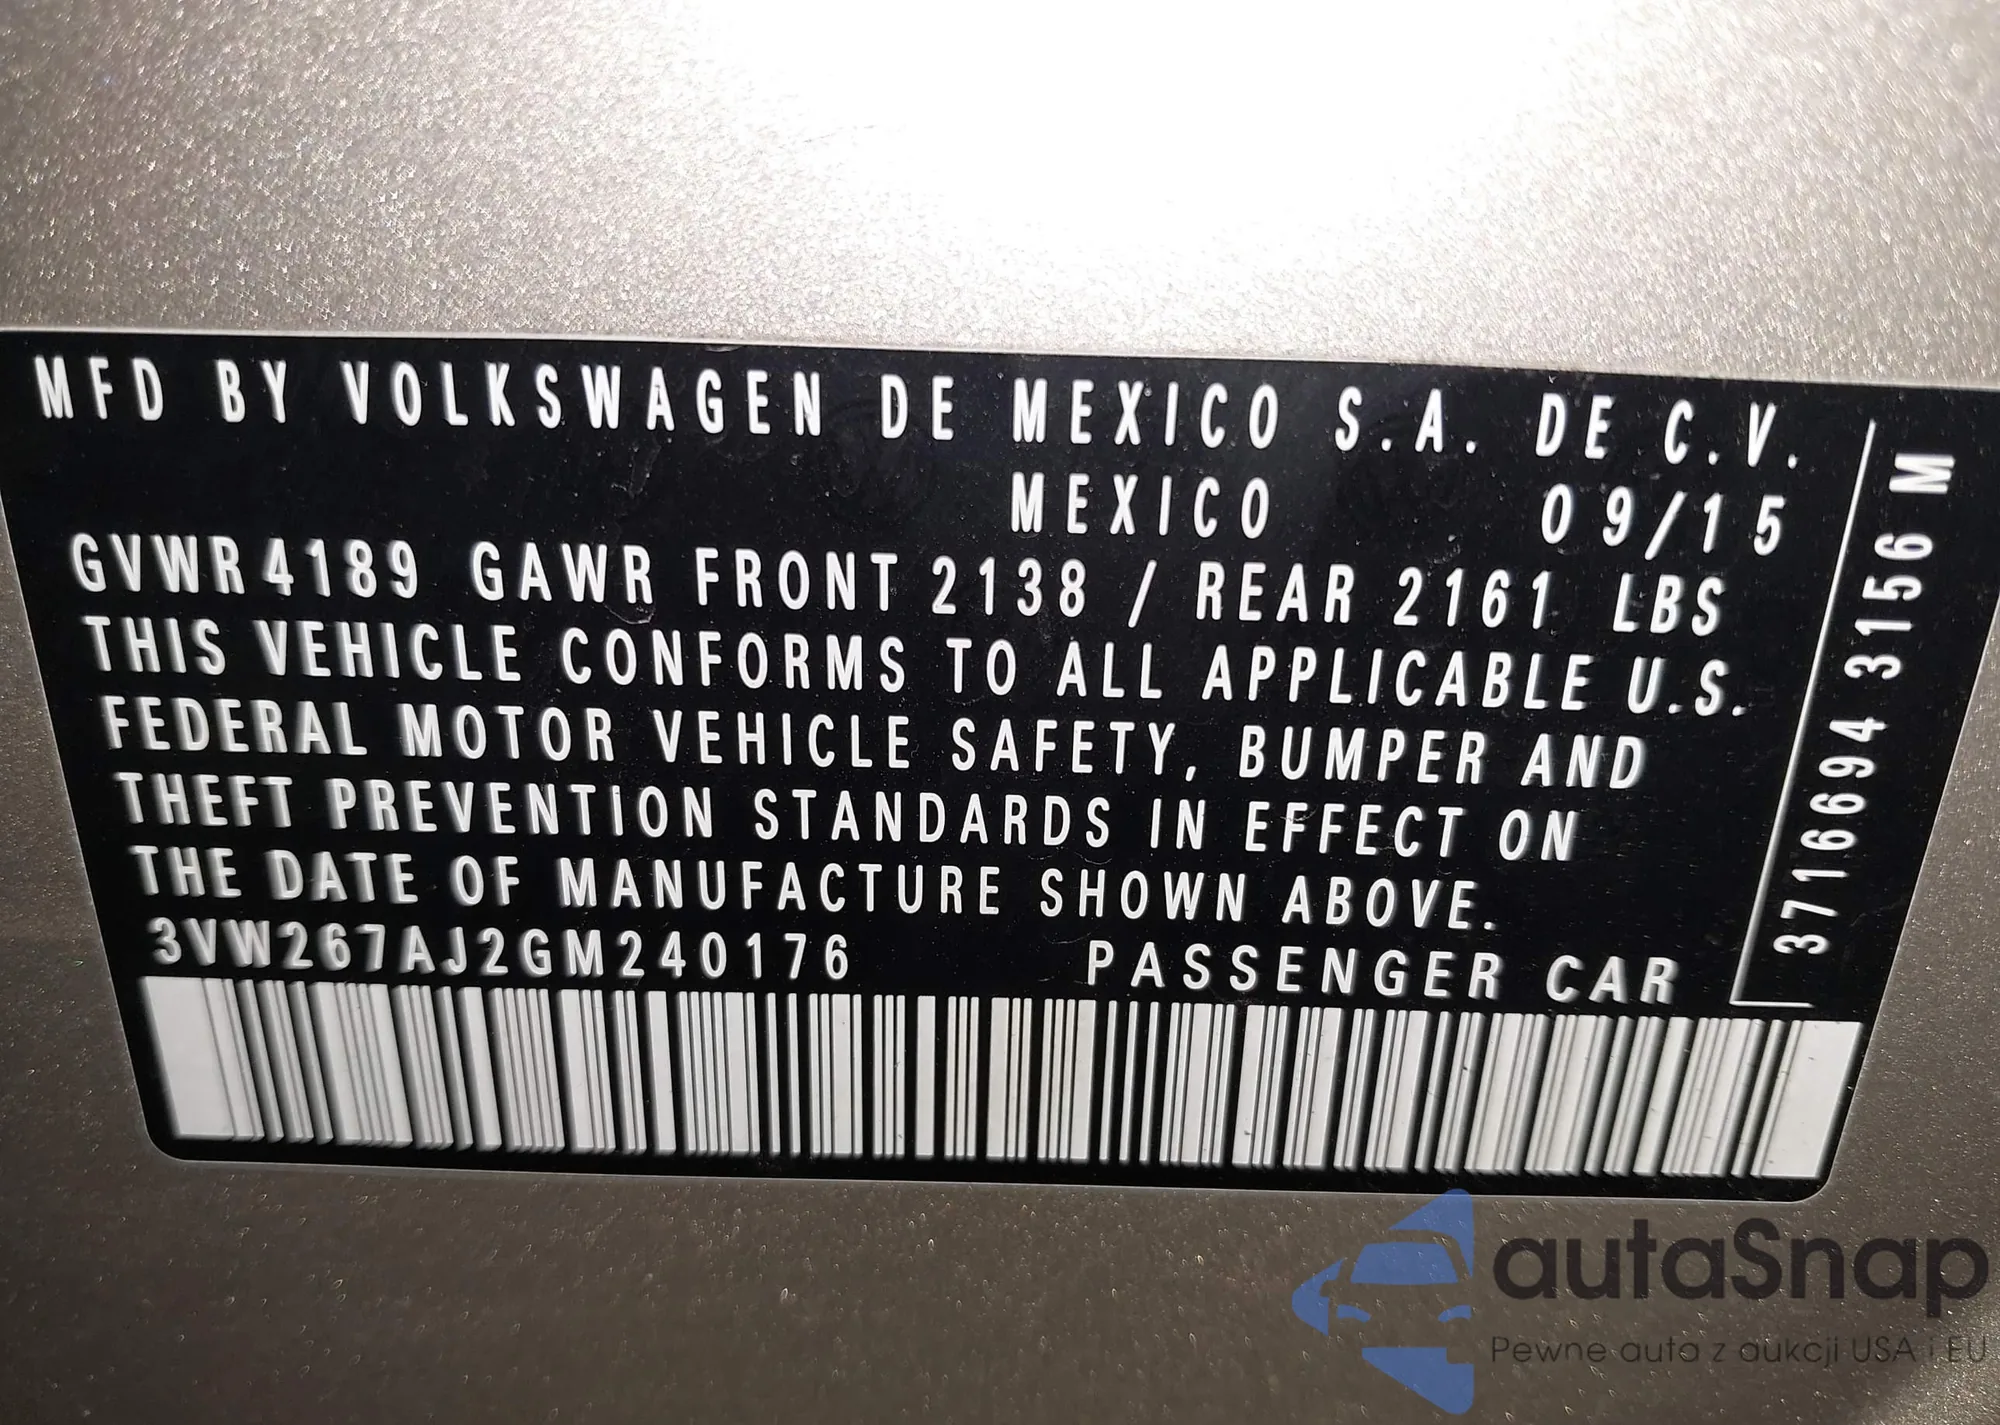 MFD BY VOLKSWAGEN DE MEXICO S.A. DE C.V.
MEXICO 09/15
GVWR 4189 GAWR FRONT 2138 / REAR 2161 LBS
THIS VEHICLE CONFORMS TO ALL APPLICABLE U.S.
FEDERAL MOTOR VEHICLE SAFETY, BUMPER AND
THEFT PREVENTION STANDARDS IN EFFECT ON
THE DATE OF MANUFACTURE SHOWN ABOVE.
3VW267AJ2GM240176 PASSENGER CAR
3716694 3156 M
autaSnap
Pewne auta z aukcji USA i EU